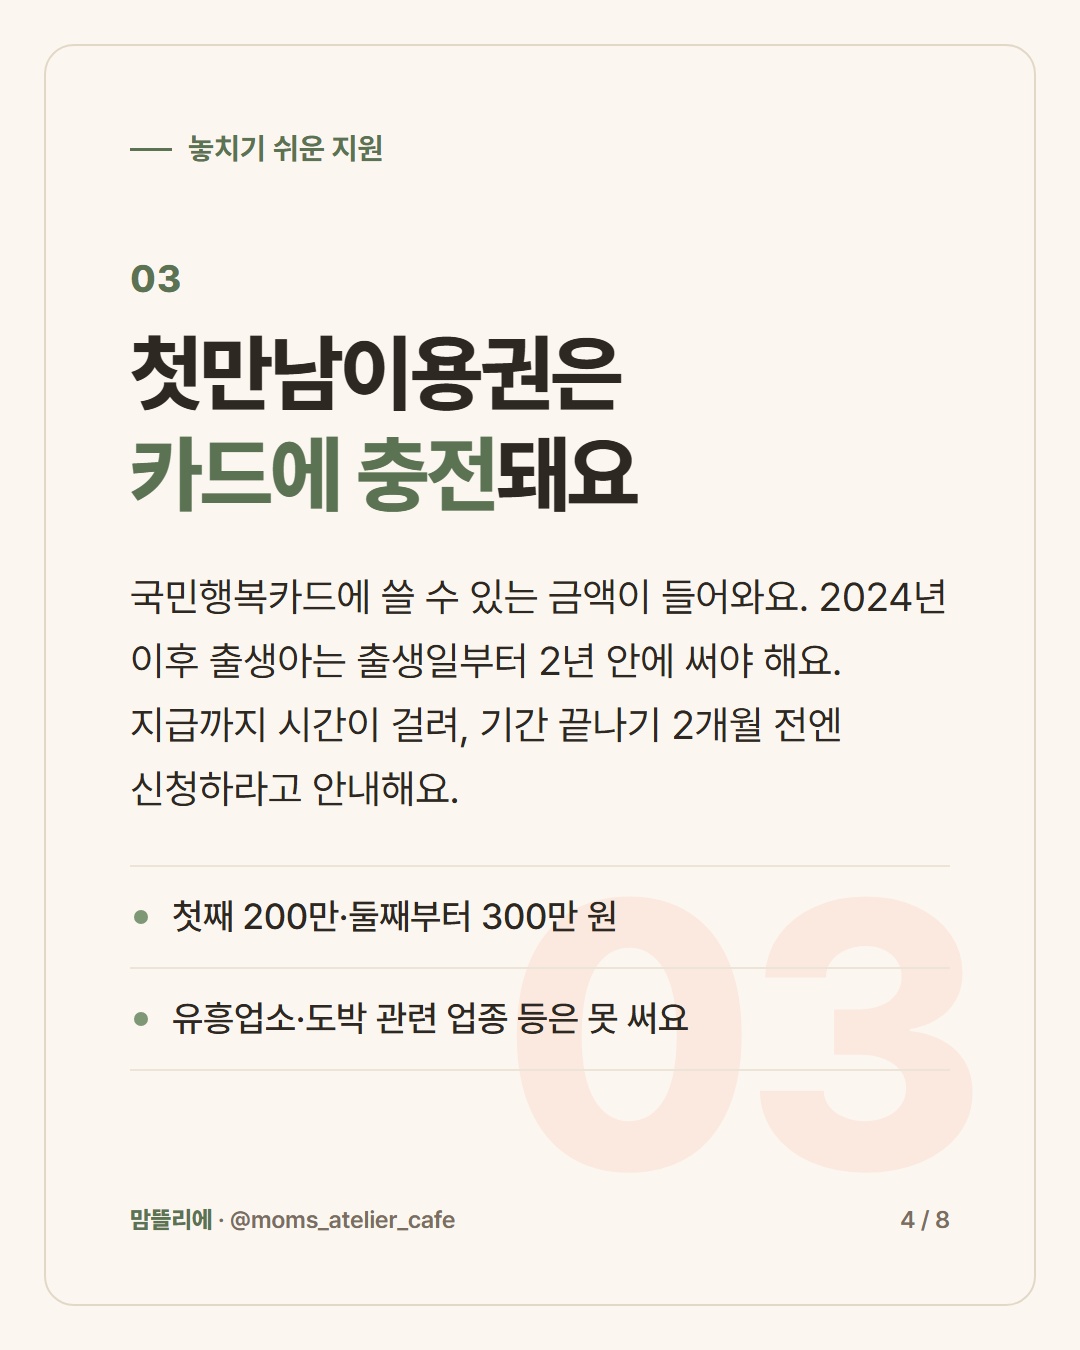 놓치기 쉬운 지원
03
첫만남이용권은
카드에 충전돼요
국민행복카드에 쓸 수 있는 금액이 들어와요. 2024년
이후 출생아는 출생일부터 2년 안에 써야 해요.
지급까지 시간이 걸려, 기간 끝나기 2개월 전엔
신청하라고 안내해요.
첫째 200만·둘째부터 300만 원
유흥업소·도박 관련 업종 등은 못 써요
03
맘뜰리에 · @moms_atelier_cafe
4 / 8